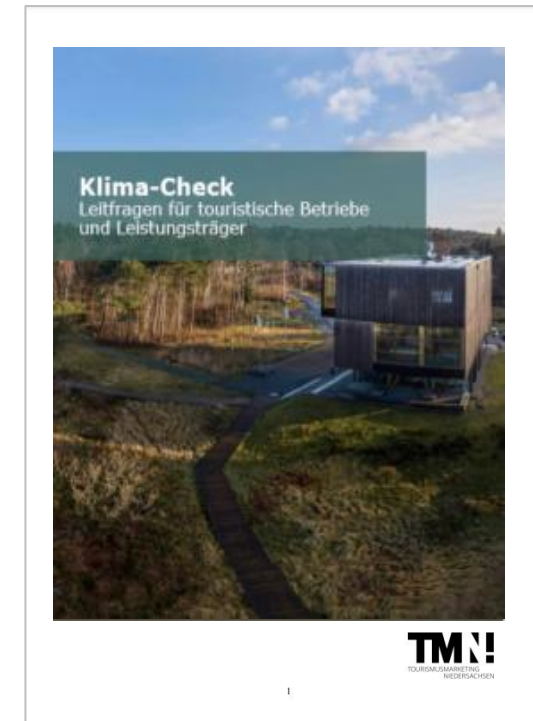 Klima-Check
Leitfragen für touristische Betriebe
und Leistungsträger
TMN!
TOURISMUSMARKETING
NIEDERSACHSEN
1